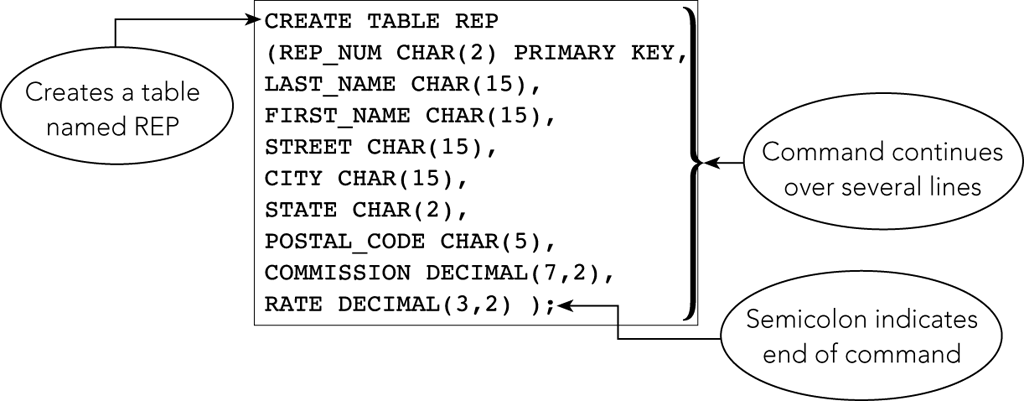 CREATE TABLE REP
(REP_NUM CHAR(2) PRIMARY KEY,
LAST_NAME CHAR(15),
FIRST_NAME CHAR(15),
STREET CHAR(15),
CITY CHAR(15),
STATE CHAR(2),
POSTAL_CODE CHAR(5),
COMMISSION DECIMAL(7,2),
RATE DECIMAL(3,2) );
Creates a table
named REP
Command continues
over several lines
Semicolon indicates
end of command